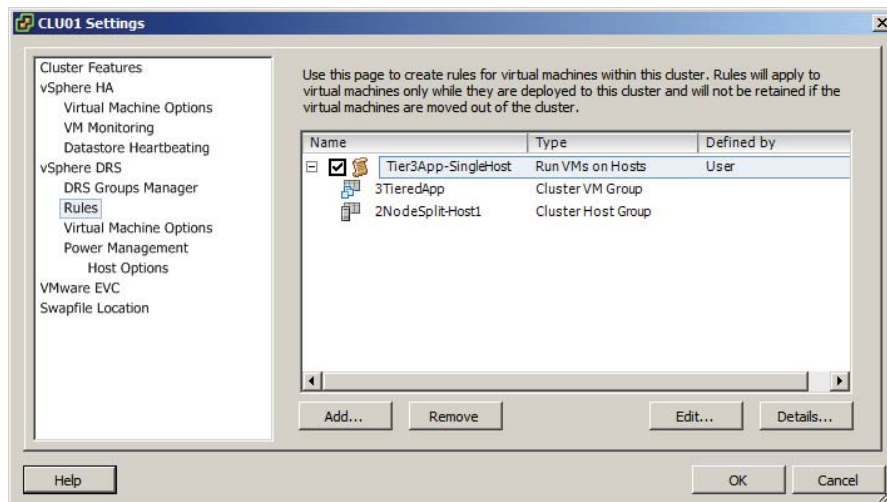 CLU01 Settings
Cluster Features
vSphere HA
Virtual Machine Options
VM Monitoring
Datastore Heartbeating
vSphere DRS
DRS Groups Manager
Rules
Virtual Machine Options
Power Management
Host Options
VMware EVC
Swapfile Location
Use this page to create rules for virtual machines within this cluster. Rules will apply to
virtual machines only while they are deployed to this cluster and will not be retained if the
virtual machines are moved out of the cluster.
Name Type Defined by
Tier3App-SingleHost Run VMs on Hosts User
3TieredApp Cluster VM Group
2NodeSplit-Host1 Cluster Host Group
Add... Remove Edit... Details...
Help OK Cancel